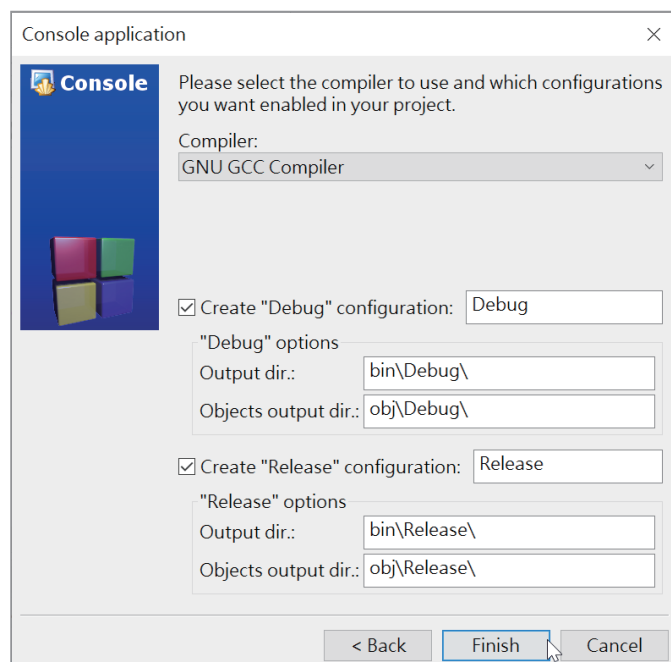 Console application
Console
Please select the compiler to use and which configurations
you want enabled in your project.
Compiler:
GNU GCC Compiler
Create "Debug" configuration: Debug
"Debug" options
Output dir.: bin\Debug\
Objects output dir.: obj\Debug\
Create "Release" configuration: Release
"Release" options
Output dir.: bin\Release\
Objects output dir.: obj\Release\
< Back Finish Cancel